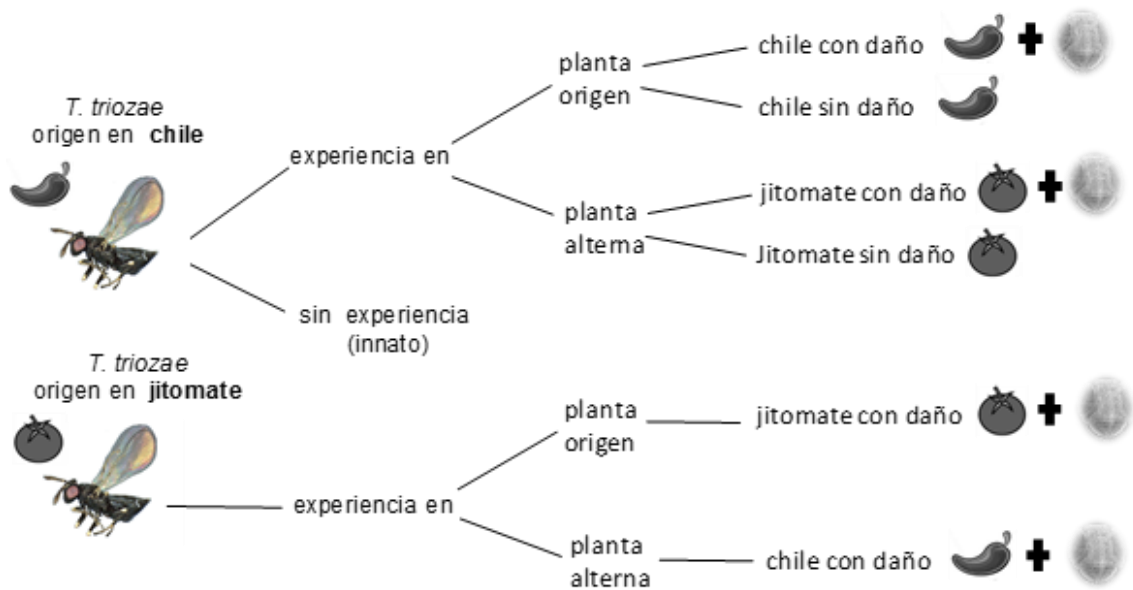 T. triozae
origen en chile
experiencia en
planta
origen
chile con daño
chile sin daño
planta
alterna
jitomate con daño
Jitomate sin daño
sin experiencia
(innato)
T. triozae
origen en jitomate
experiencia en
planta
origen
jitomate con daño
planta
alterna
chile con daño